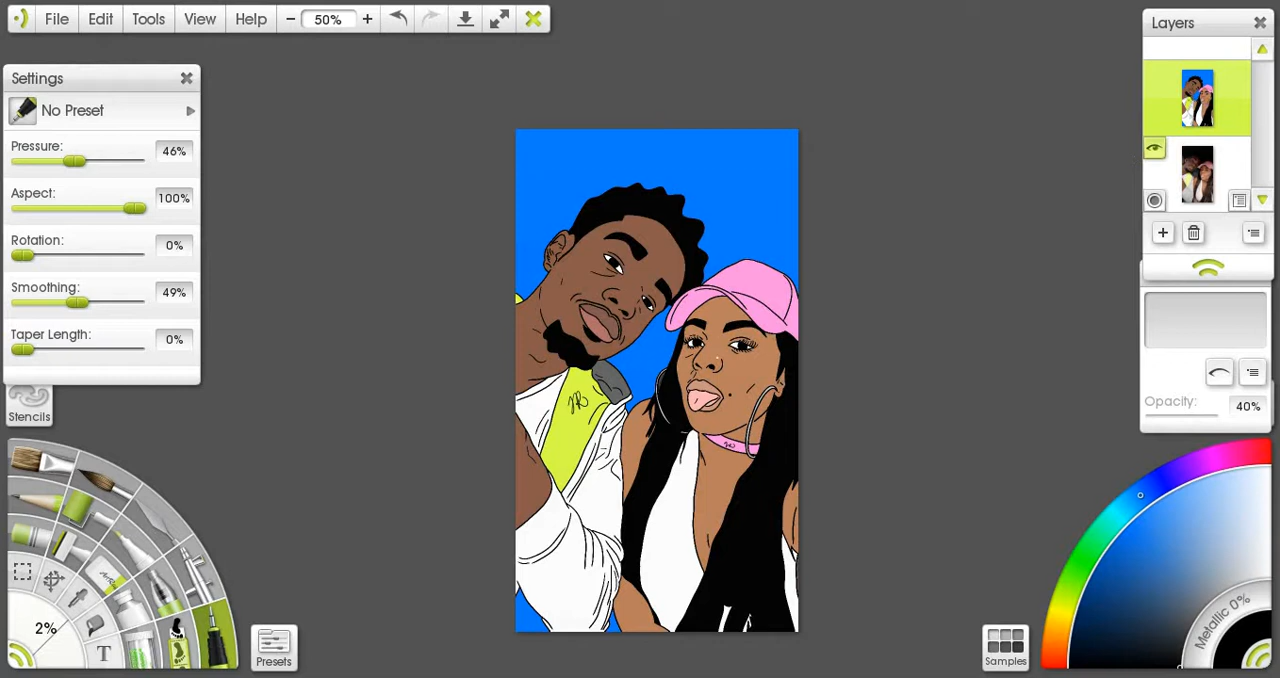 File Edit Tools View Help − 50% +
Layers
Settings
No Preset
Pressure:
46%
Aspect:
100%
Rotation:
0%
Smoothing:
49%
Taper Length:
0%
Stencils
Opacity: 40%
Metallic 0%
2%
T
Presets
Samples